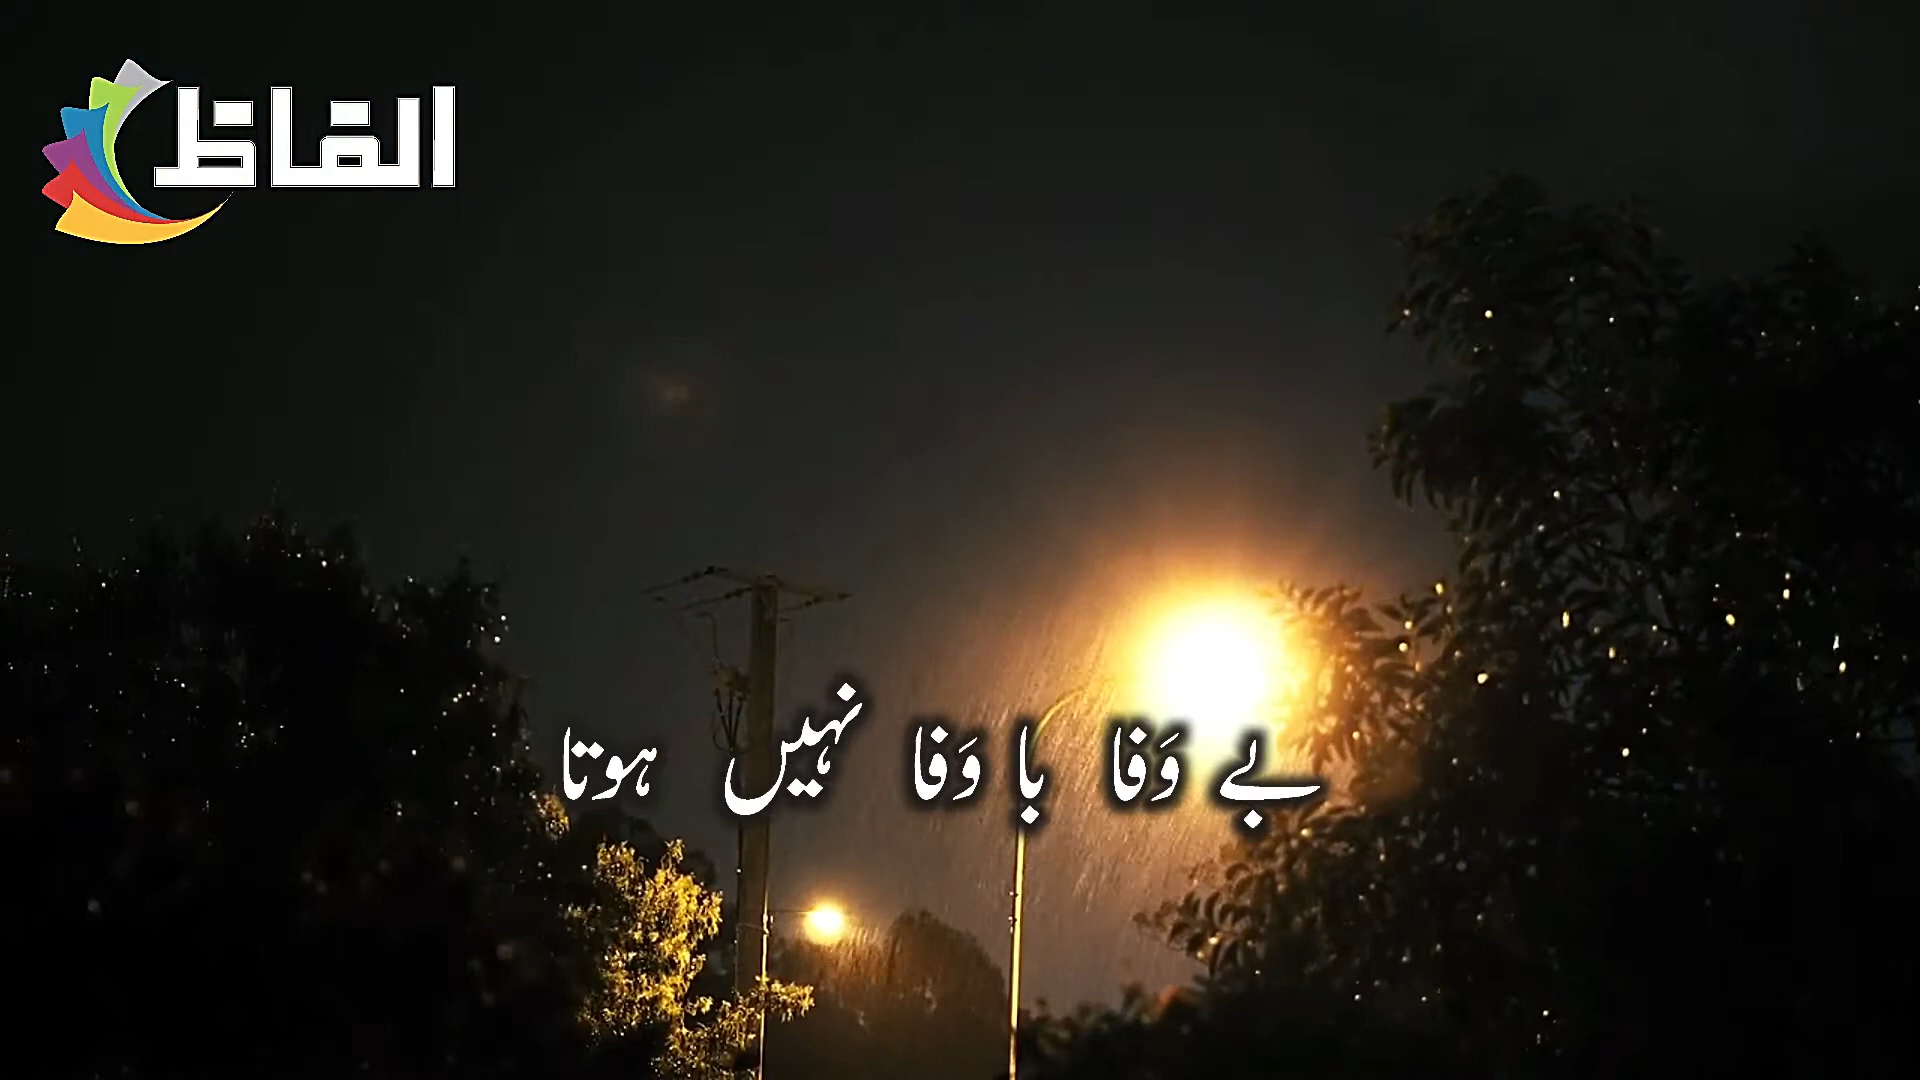 الفاظ
بے وَفا با وَفا نہیں ہوتا